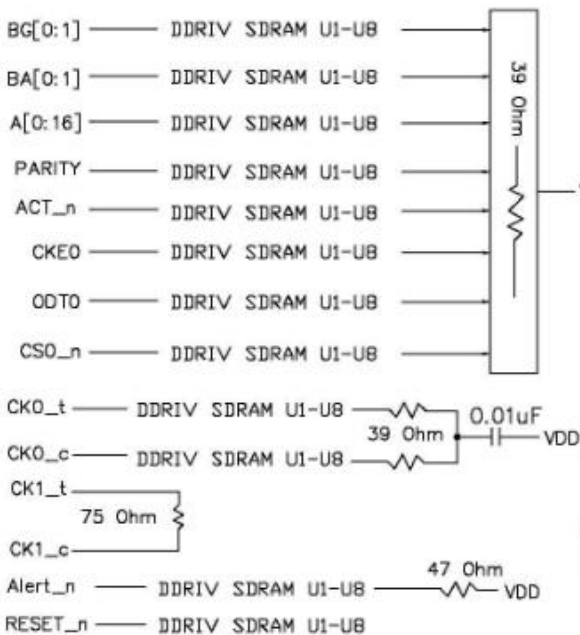 BG[0:1] DDRIV SDRAM U1-U8
BA[0:1] DDRIV SDRAM U1-U8
A[0:16] DDRIV SDRAM U1-U8
PARITY DDRIV SDRAM U1-U8
ACT_n DDRIV SDRAM U1-U8
CKE0 DDRIV SDRAM U1-U8
ODT0 DDRIV SDRAM U1-U8
CS0_n DDRIV SDRAM U1-U8
39 Ohm
CK0_t DDRIV SDRAM U1-U8
39 Ohm
0.01uF
VDD
CK0_c DDRIV SDRAM U1-U8
CK1_t
75 Ohm
CK1_c
Alert_n DDRIV SDRAM U1-U8 47 Ohm VDD
RESET_n DDRIV SDRAM U1-U8